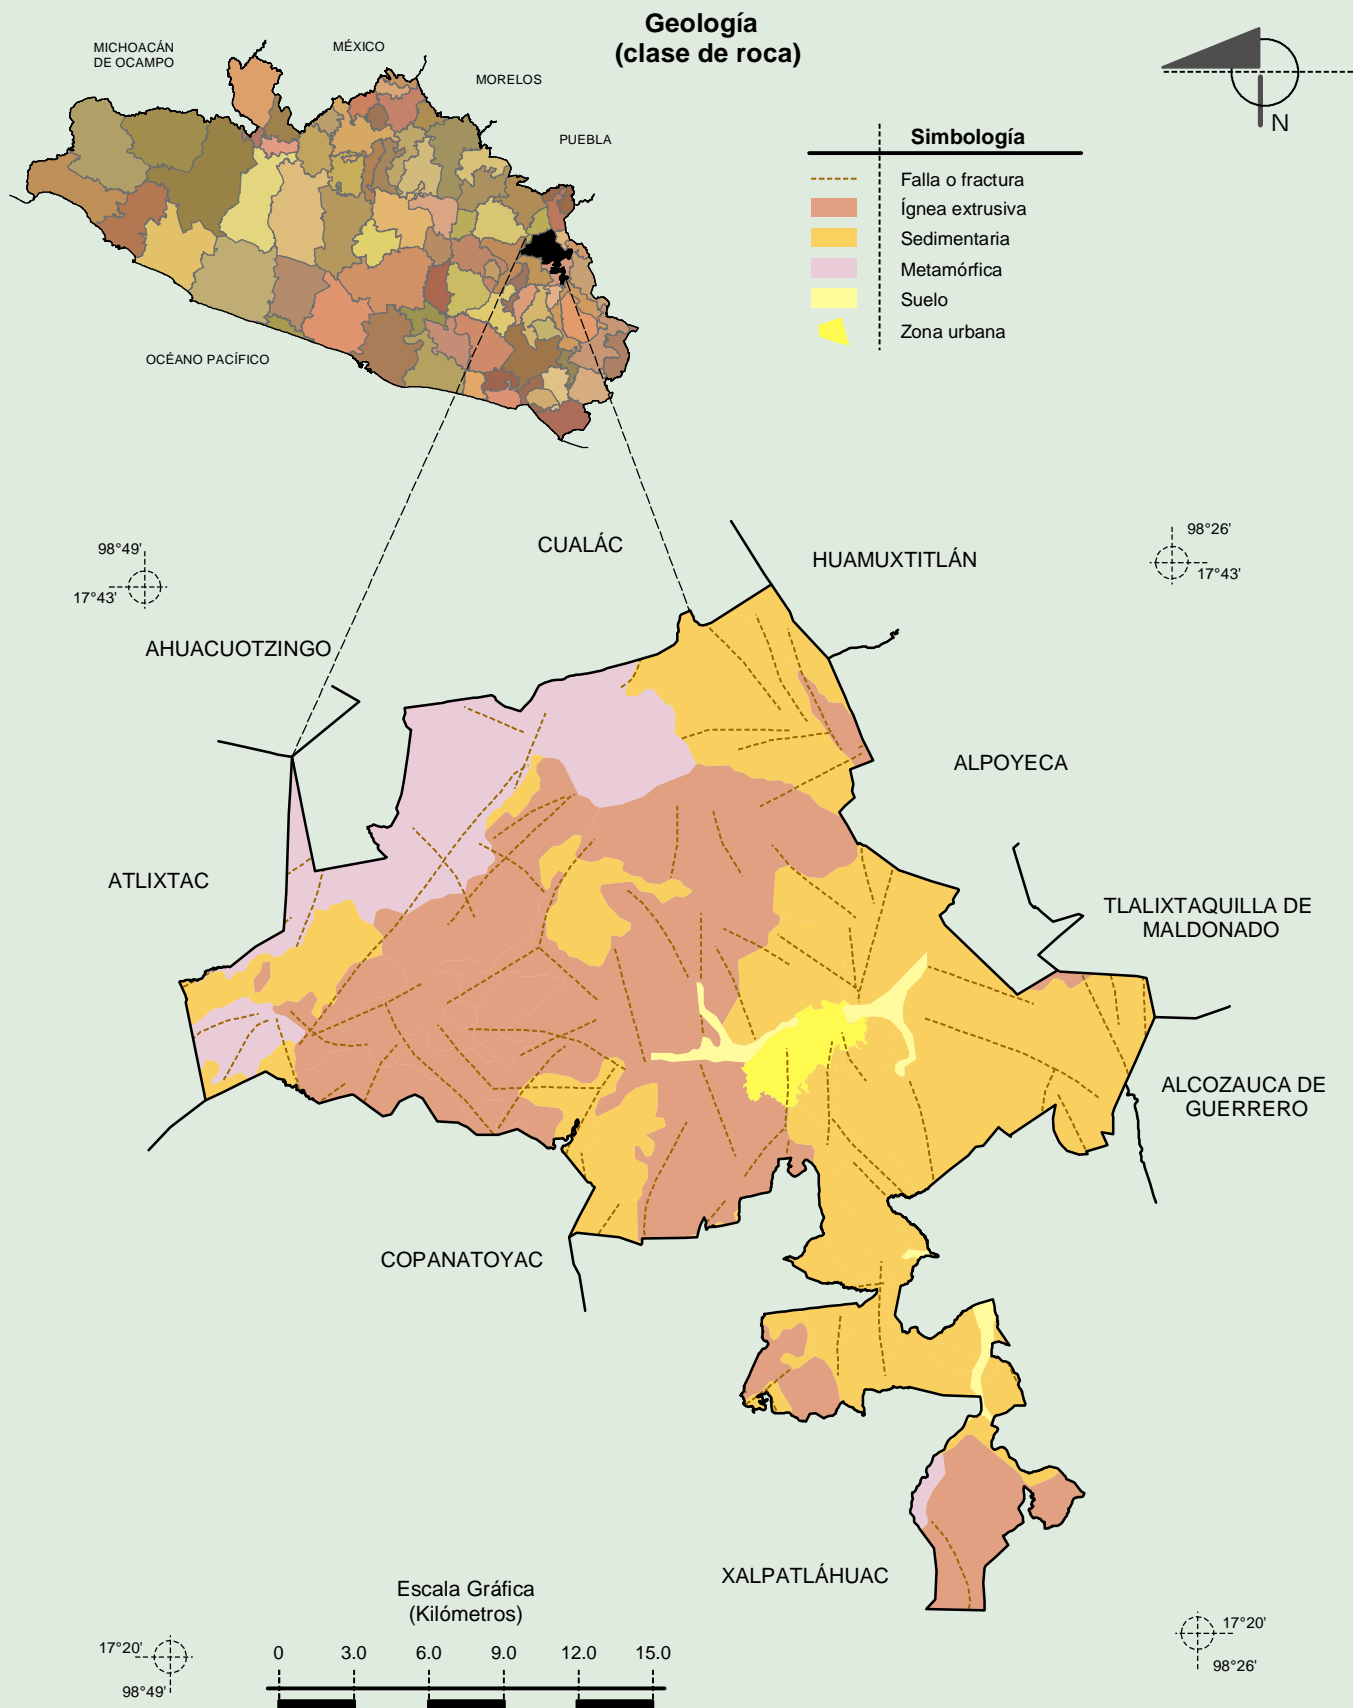 Geología
(clase de roca)
MICHOACÁN
DE OCAMPO
MÉXICO
MORELOS
PUEBLA
OCÉANO PACÍFICO
N
Simbología
Falla o fractura
Ígnea extrusiva
Sedimentaria
Metamórfica
Suelo
Zona urbana
98°49'
17°43'
98°26'
17°43'
CUALÁC
HUAMUXTITLÁN
AHUACUOTZINGO
ALPOYECA
ATLIXTAC
TLALIXTAQUILLA DE
MALDONADO
ALCOZAUCA DE
GUERRERO
COPANATOYAC
XALPATLÁHUAC
Escala Gráfica
(Kilómetros)
0 3.0 6.0 9.0 12.0 15.0
17°20'
98°49'
17°20'
98°26'